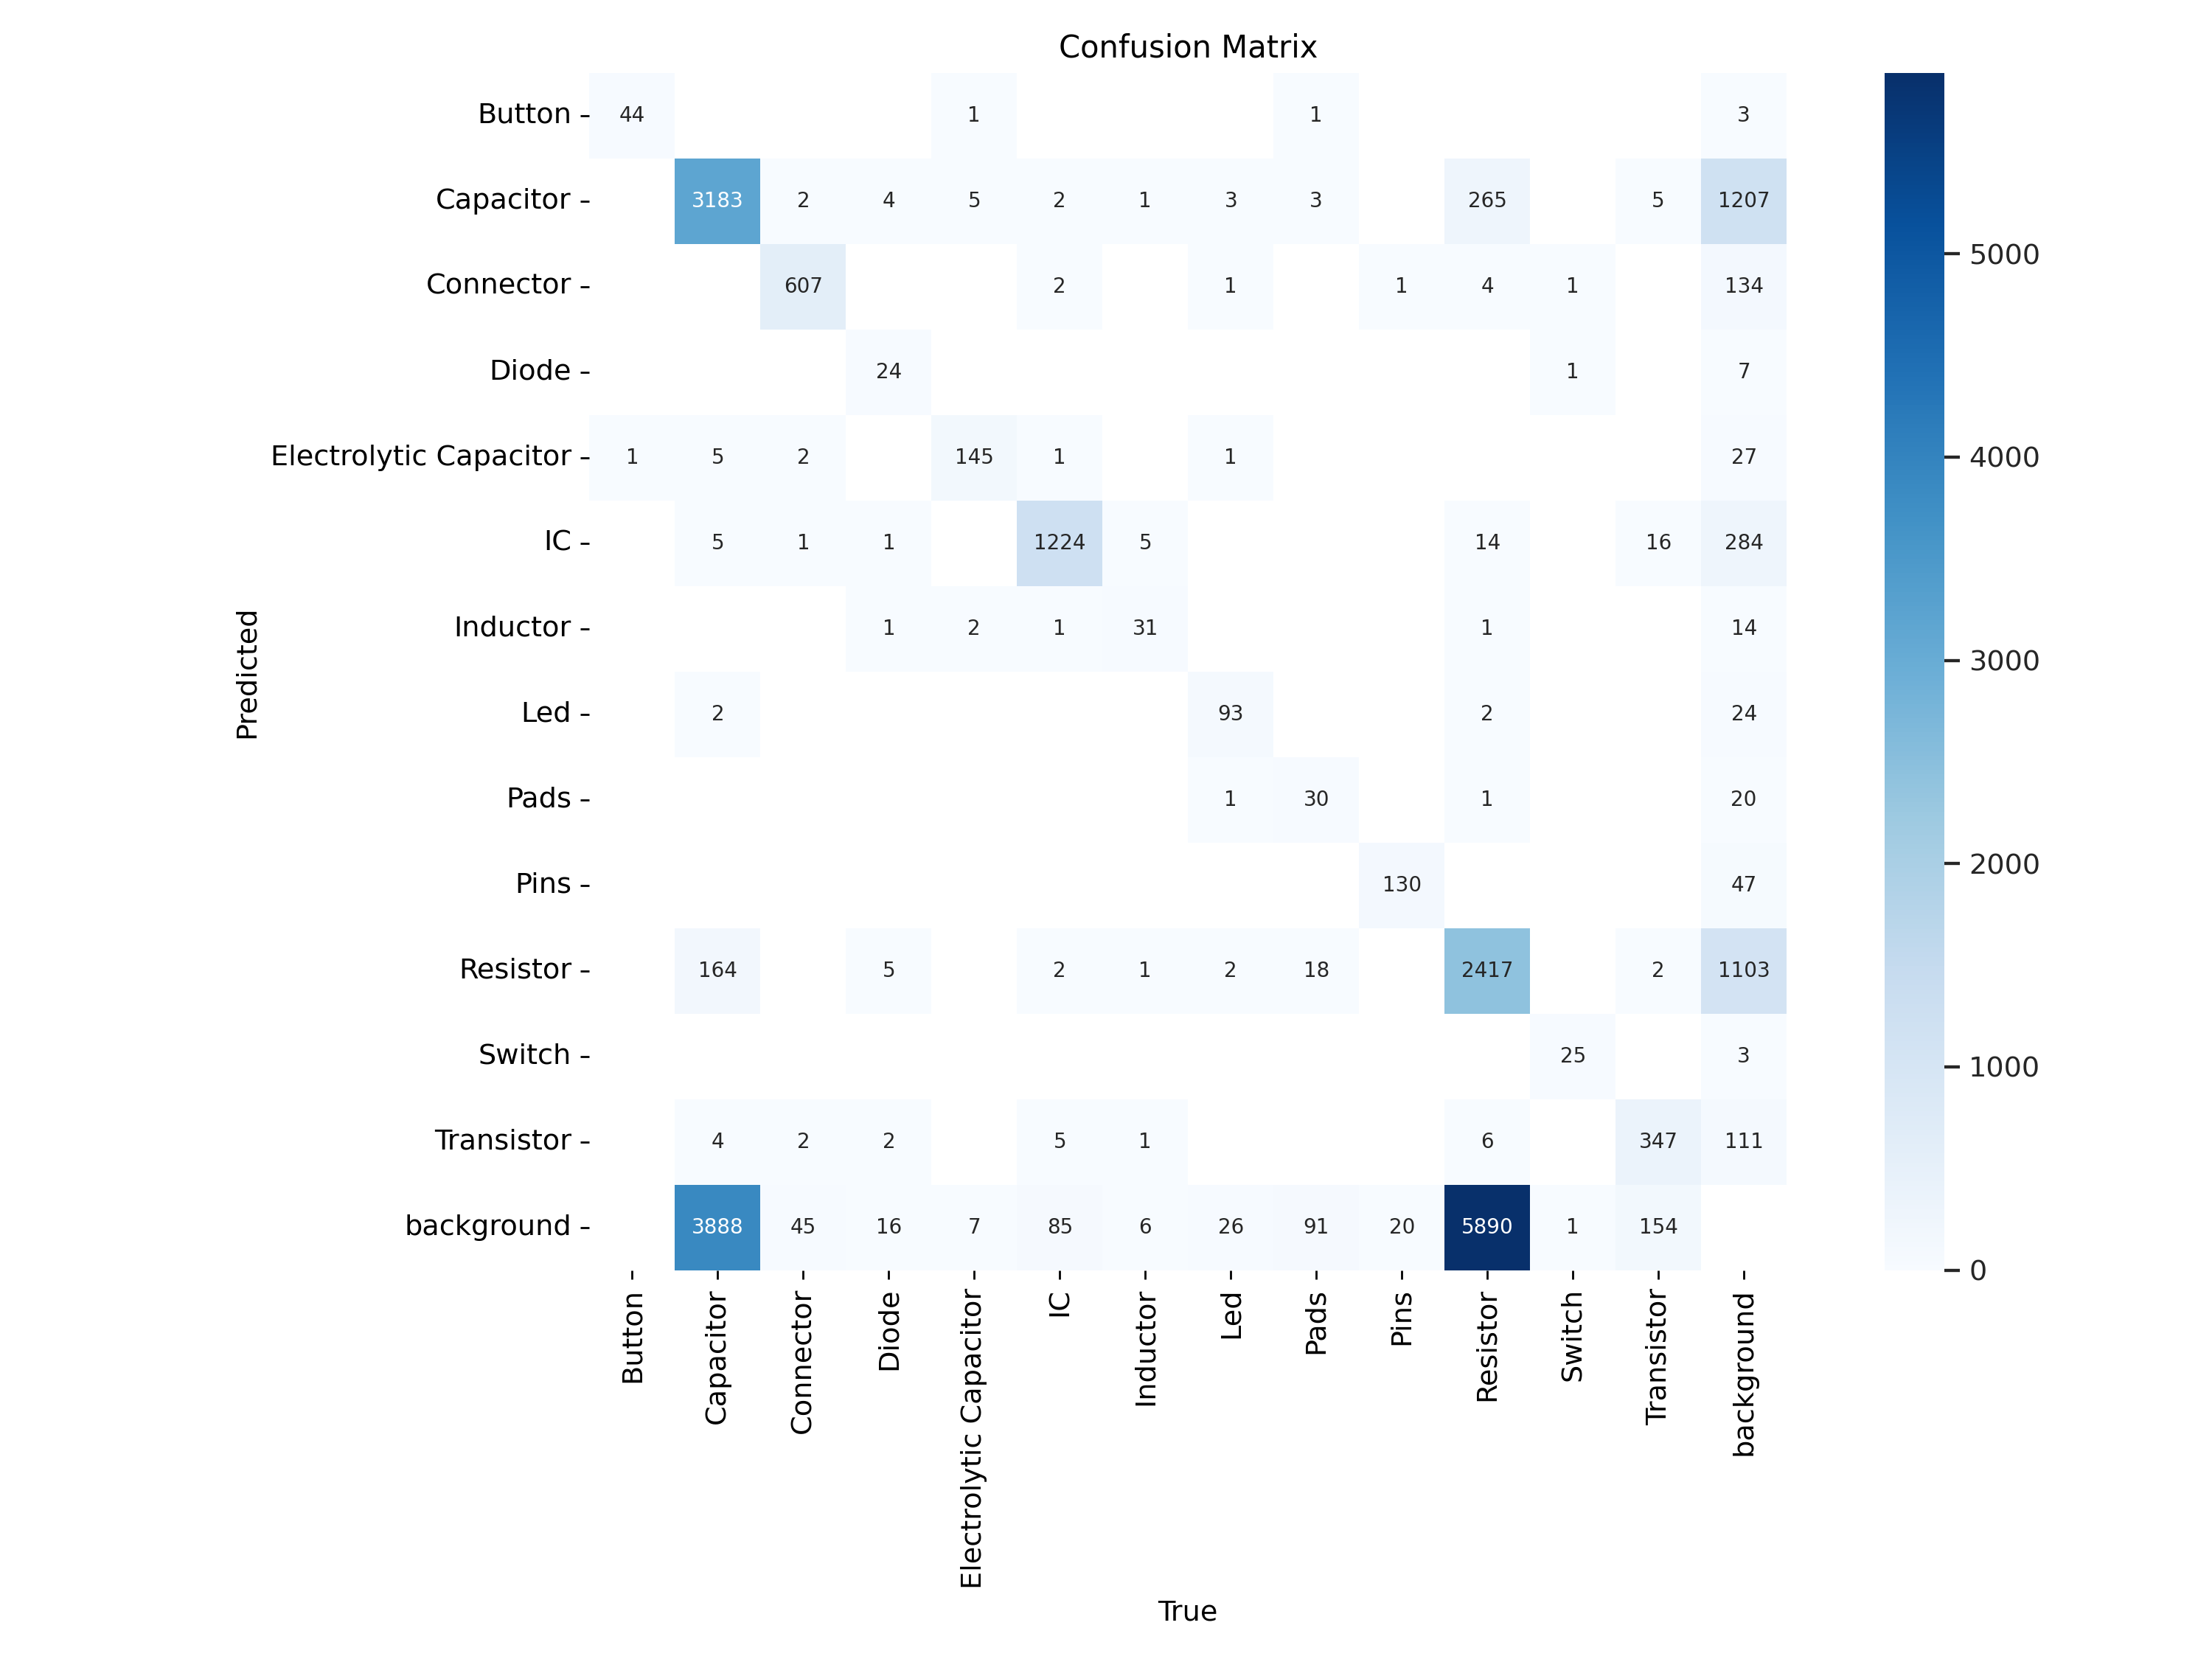 Confusion Matrix
Button 44 1 1 3
Capacitor 3183 2 4 5 2 1 3 3 265 5 1207
Connector 607 2 1 1 4 1 134
Diode 24 1 7
Electrolytic Capacitor 1 5 2 145 1 1 27
IC 5 1 1 1224 5 14 16 284
Inductor 1 2 1 31 1 14
Led 2 93 2 24
Pads 1 30 1 20
Pins 130 47
Resistor 164 5 2 1 2 18 2417 2 1103
Switch 25 3
Transistor 4 2 2 5 1 6 347 111
background 3888 45 16 7 85 6 26 91 20 5890 1 154
Predicted
Button
Capacitor
Connector
Diode
Electrolytic Capacitor
IC
Inductor
Led
Pads
Pins
Resistor
Switch
Transistor
background
True
5000
4000
3000
2000
1000
0